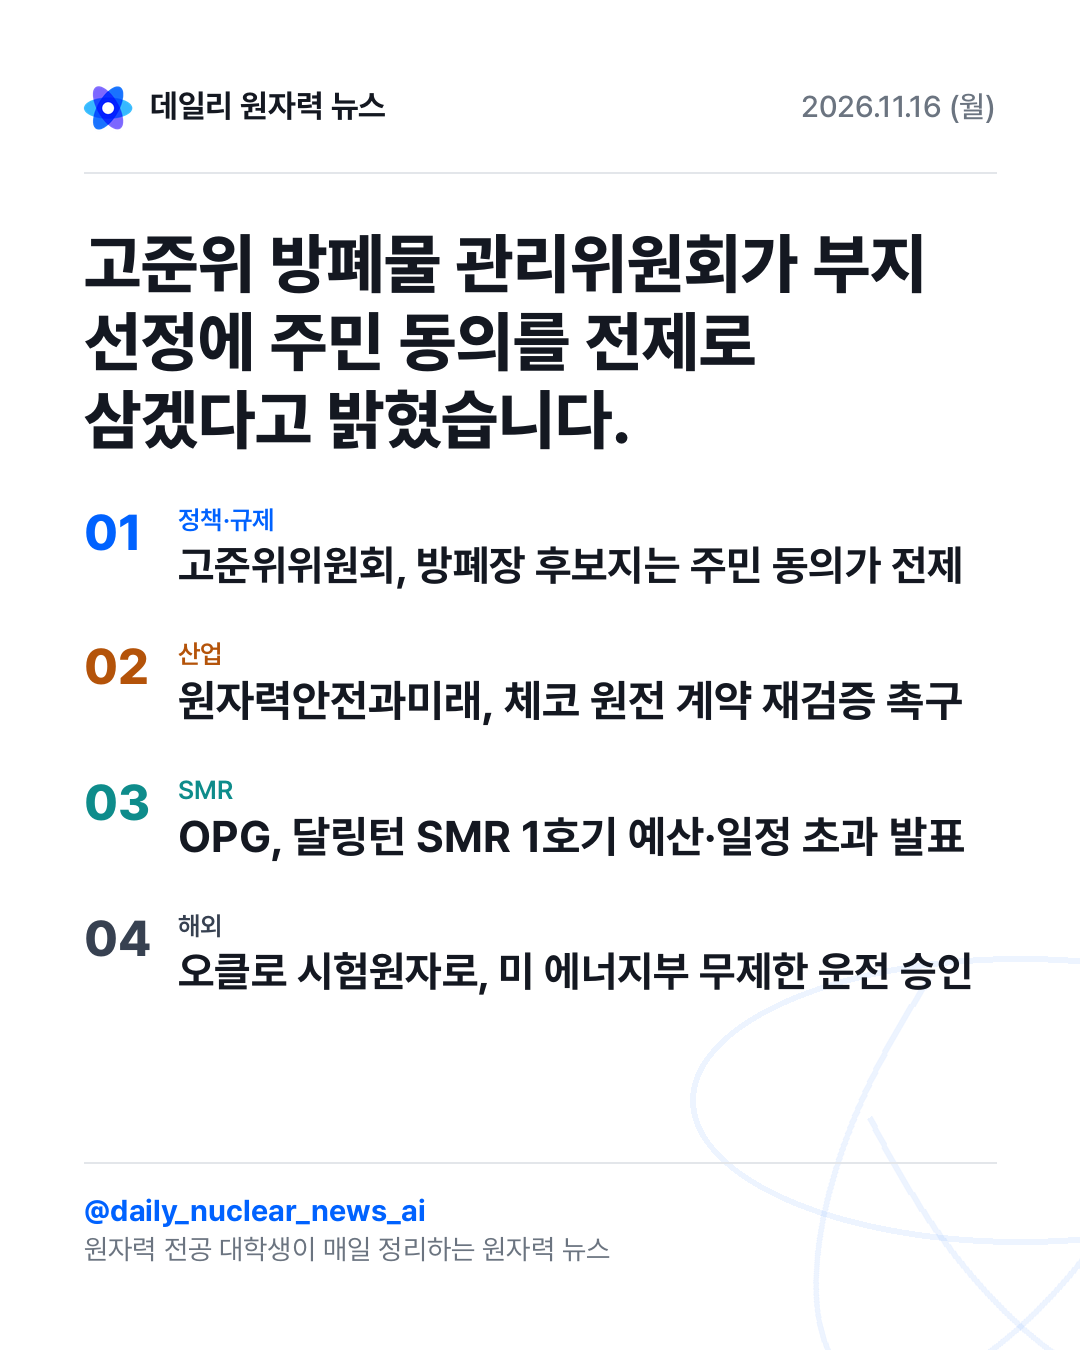 데일리 원자력 뉴스
2026.11.16 (월)
고준위 방폐물 관리위원회가 부지
선정에 주민 동의를 전제로
삼겠다고 밝혔습니다.
01
정책·규제
고준위위원회, 방폐장 후보지는 주민 동의가 전제
02
산업
원자력안전과미래, 체코 원전 계약 재검증 촉구
03
SMR
OPG, 달링턴 SMR 1호기 예산·일정 초과 발표
04
해외
오클로 시험원자로, 미 에너지부 무제한 운전 승인
@daily_nuclear_news_ai
원자력 전공 대학생이 매일 정리하는 원자력 뉴스